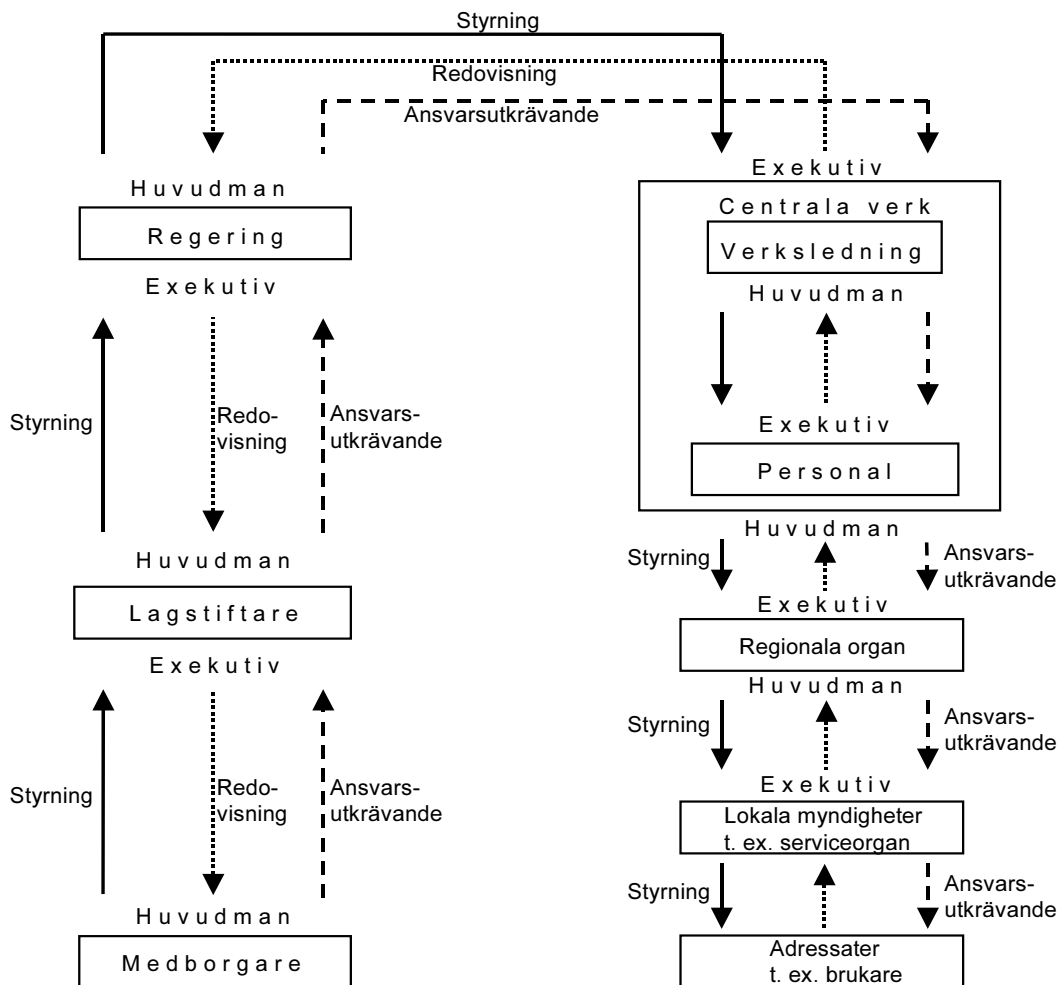 Styrning
Redovisning
Ansvarsutkrävande
Huvudman
Regering
Exekutiv
Styrning
Redo-
visning
Ansvars-
utkrävande
Huvudman
Lagstiftare
Exekutiv
Styrning
Redo-
visning
Ansvars-
utkrävande
Huvudman
Medborgare
Exekutiv
Centrala verk
Verksledning
Huvudman
Exekutiv
Personal
Huvudman
Styrning
Ansvars-
utkrävande
Exekutiv
Regionala organ
Huvudman
Styrning
Ansvars-
utkrävande
Exekutiv
Lokala myndigheter
t. ex. serviceorgan
Styrning
Ansvars-
utkrävande
Adressater
t. ex. brukare